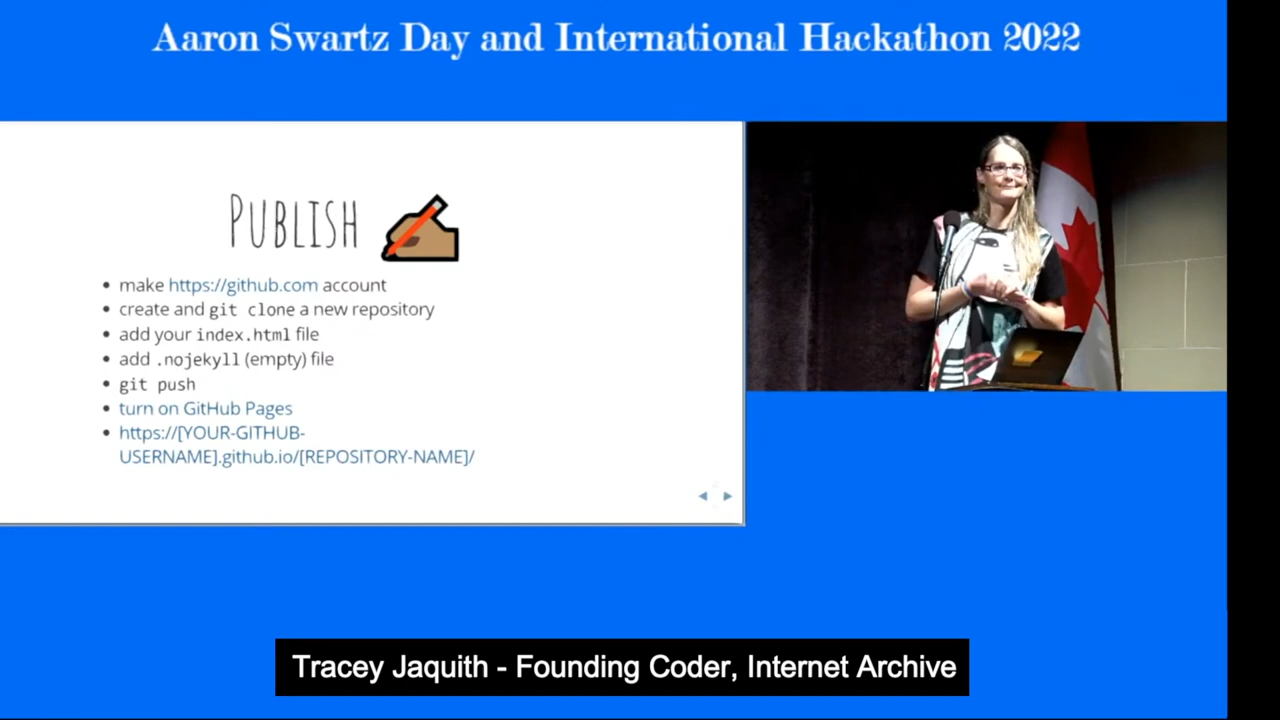 Aaron Swartz Day and International Hackathon 2022
PUBLISH
make https://github.com account
create and git clone a new repository
add your index.html file
add .nojekyll (empty) file
git push
turn on GitHub Pages
https://[YOUR-GITHUB-
USERNAME].github.io/[REPOSITORY-NAME]/
Tracey Jaquith - Founding Coder, Internet Archive